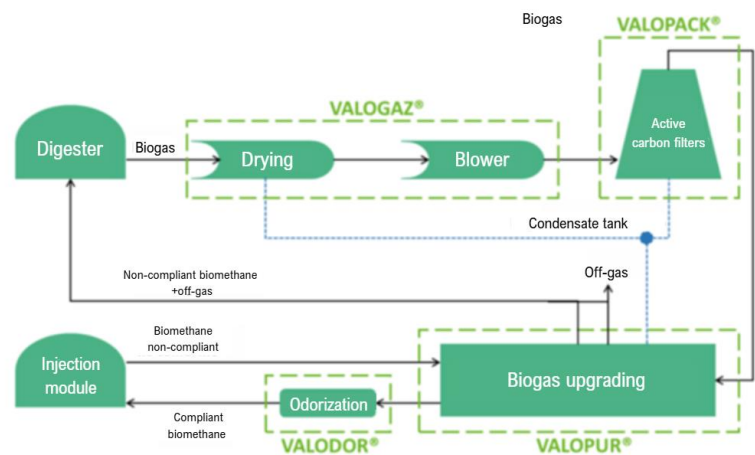 Biogas
VALOPACK®
VALOGAZ®
Digester
Biogas
Drying
Blower
Active
carbon filters
Condensate tank
Non-compliant biomethane
+off-gas
Off-gas
Injection
module
Biomethane
non-compliant
Biogas upgrading
Odorization
Compliant
biomethane
VALODOR®
VALOPUR®